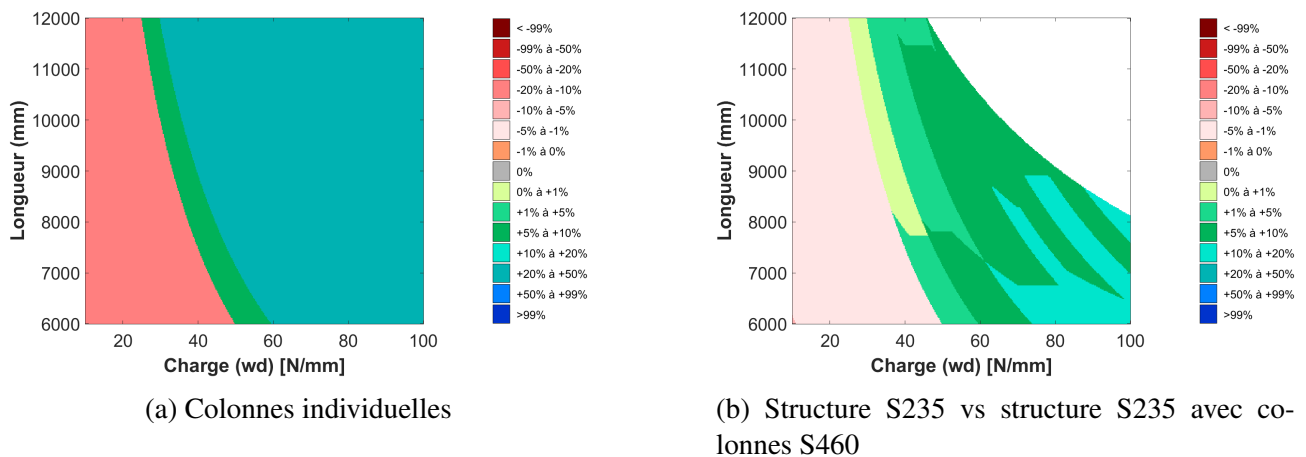 12000
11000
10000
9000
8000
7000
6000
Longueur (mm)
20
40
60
80
100
Charge (wd) [N/mm]
< -99%
-99% à -50%
-50% à -20%
-20% à -10%
-10% à -5%
-5% à -1%
-1% à 0%
0%
0% à +1%
+1% à +5%
+5% à +10%
+10% à +20%
+20% à +50%
+50% à +99%
>99%
(a) Colonnes individuelles
12000
11000
10000
9000
8000
7000
6000
Longueur (mm)
20
40
60
80
100
Charge (wd) [N/mm]
< -99%
-99% à -50%
-50% à -20%
-20% à -10%
-10% à -5%
-5% à -1%
-1% à 0%
0%
0% à +1%
+1% à +5%
+5% à +10%
+10% à +20%
+20% à +50%
+50% à +99%
>99%
(b) Structure S235 vs structure S235 avec co-
lonnes S460